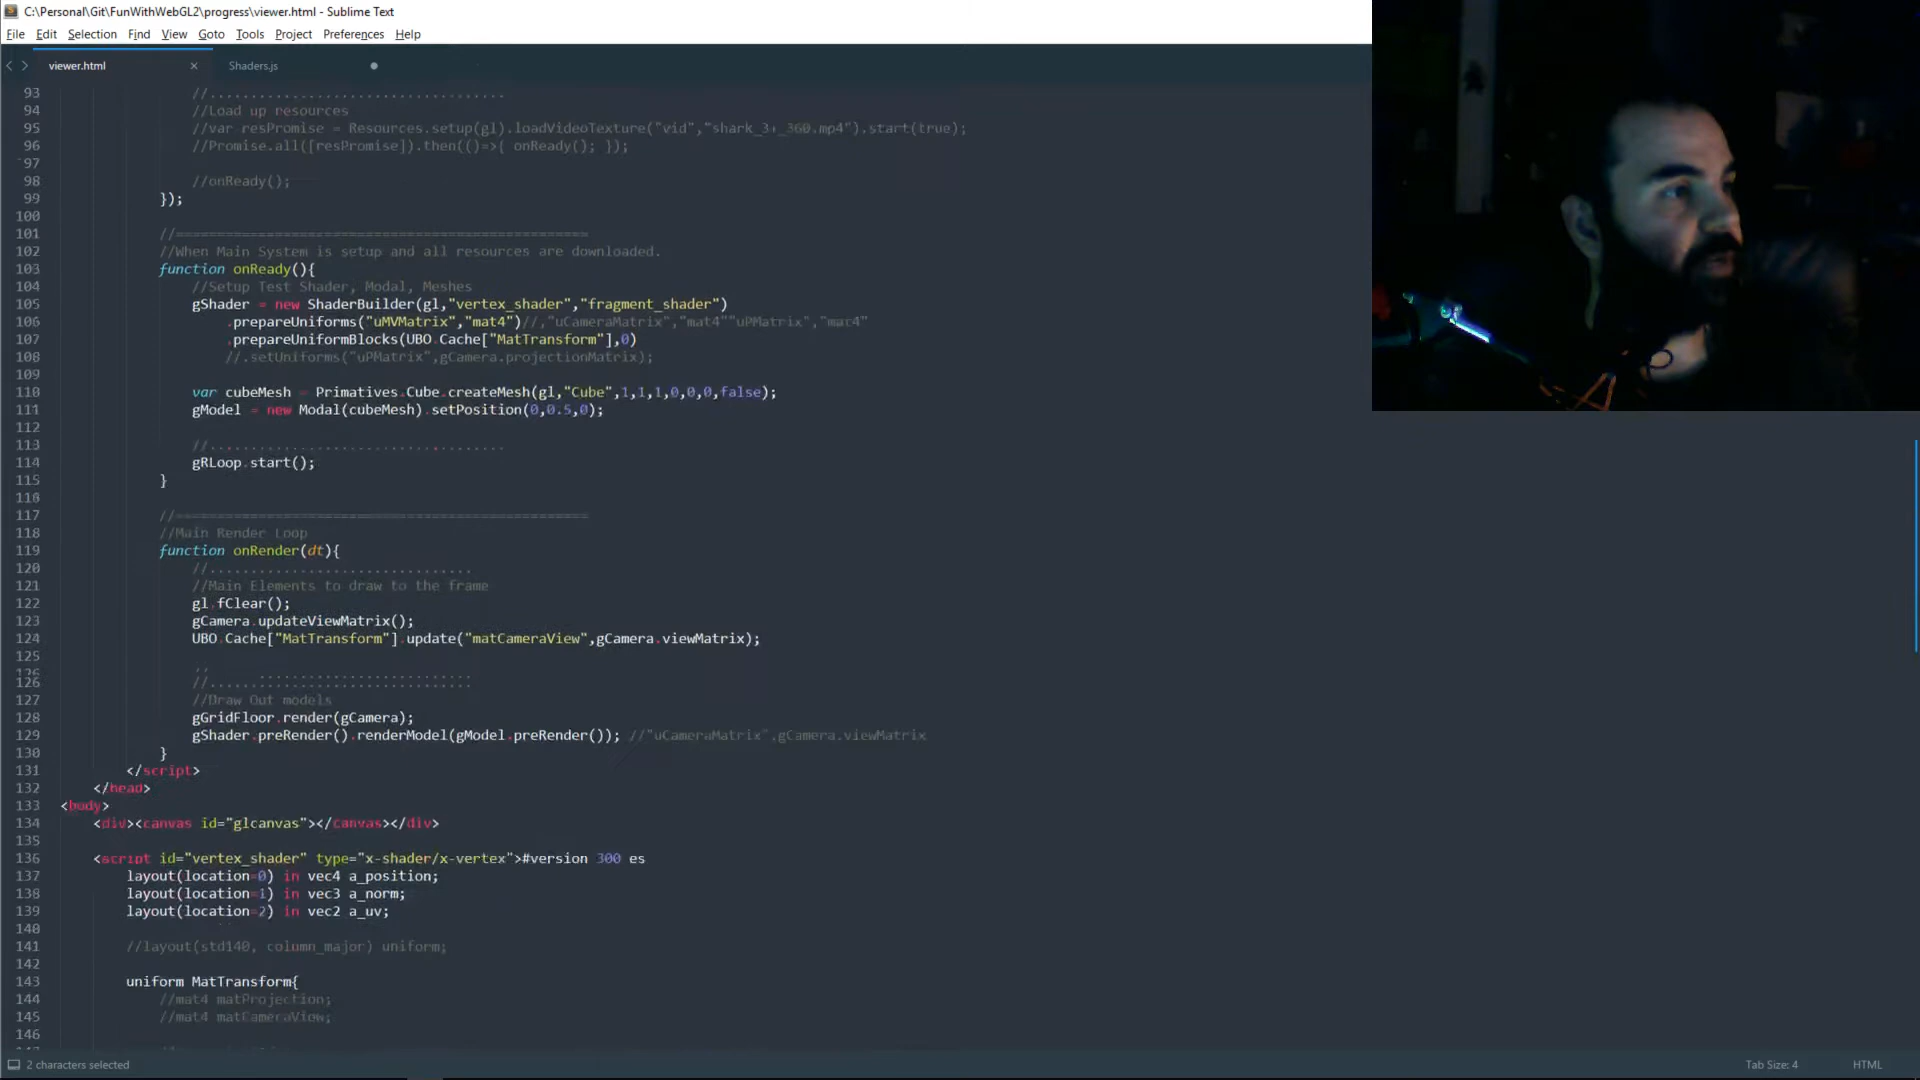 C:\Personal\Git\FunWithWebGL2\progress\viewer.html - Sublime Text
File Edit Selection Find View Goto Tools Project Preferences Help
viewer.html × Shaders.js
93 //..................................
94 //Load up resources
95 //var resPromise = Resources.setup(gl).loadVideoTexture("vid","shark_3+_360.mp4").start(true);
96 //Promise.all([resPromise]).then(()=>{ onReady(); });
97
98 //onReady();
99 });
100
101 //==================================================
102 //When Main System is setup and all resources are downloaded.
103 function onReady(){
104 //Setup Test Shader, Modal, Meshes
105 gShader = new ShaderBuilder(gl,"vertex_shader","fragment_shader")
106 .prepareUniforms("uMVMatrix","mat4")//,"uCameraMatrix","mat4""uPMatrix","mat4"
107 .prepareUniformBlocks(UBO.Cache["MatTransform"],0)
108 //.setUniforms("uPMatrix",gCamera.projectionMatrix);
109
110 var cubeMesh = Primatives.Cube.createMesh(gl,"Cube",1,1,1,0,0,0,false);
111 gModel = new Modal(cubeMesh).setPosition(0,0.5,0);
112
113 //..................................
114 gRLoop.start();
115 }
116
117 //==================================================
118 //Main Render Loop
119 function onRender(dt){
120 //................................
121 //Main Elements to draw to the frame
122 gl.fClear();
123 gCamera.updateViewMatrix();
124 UBO.Cache["MatTransform"].update("matCameraView",gCamera.viewMatrix);
125
126 //................................
127 //Draw Out models
128 gGridFloor.render(gCamera);
129 gShader.preRender().renderModel(gModel.preRender()); //"uCameraMatrix",gCamera.viewMatrix
130 }
131 </script>
132 </head>
133 <body>
134 <div><canvas id="glcanvas"></canvas></div>
135
136 <script id="vertex_shader" type="x-shader/x-vertex">#version 300 es
137 layout(location=0) in vec4 a_position;
138 layout(location=1) in vec3 a_norm;
139 layout(location=2) in vec2 a_uv;
140
141 //layout(std140, column_major) uniform;
142
143 uniform MatTransform{
144 //mat4 matProjection;
145 //mat4 matCameraView;
146
2 characters selected Tab Size: 4 HTML